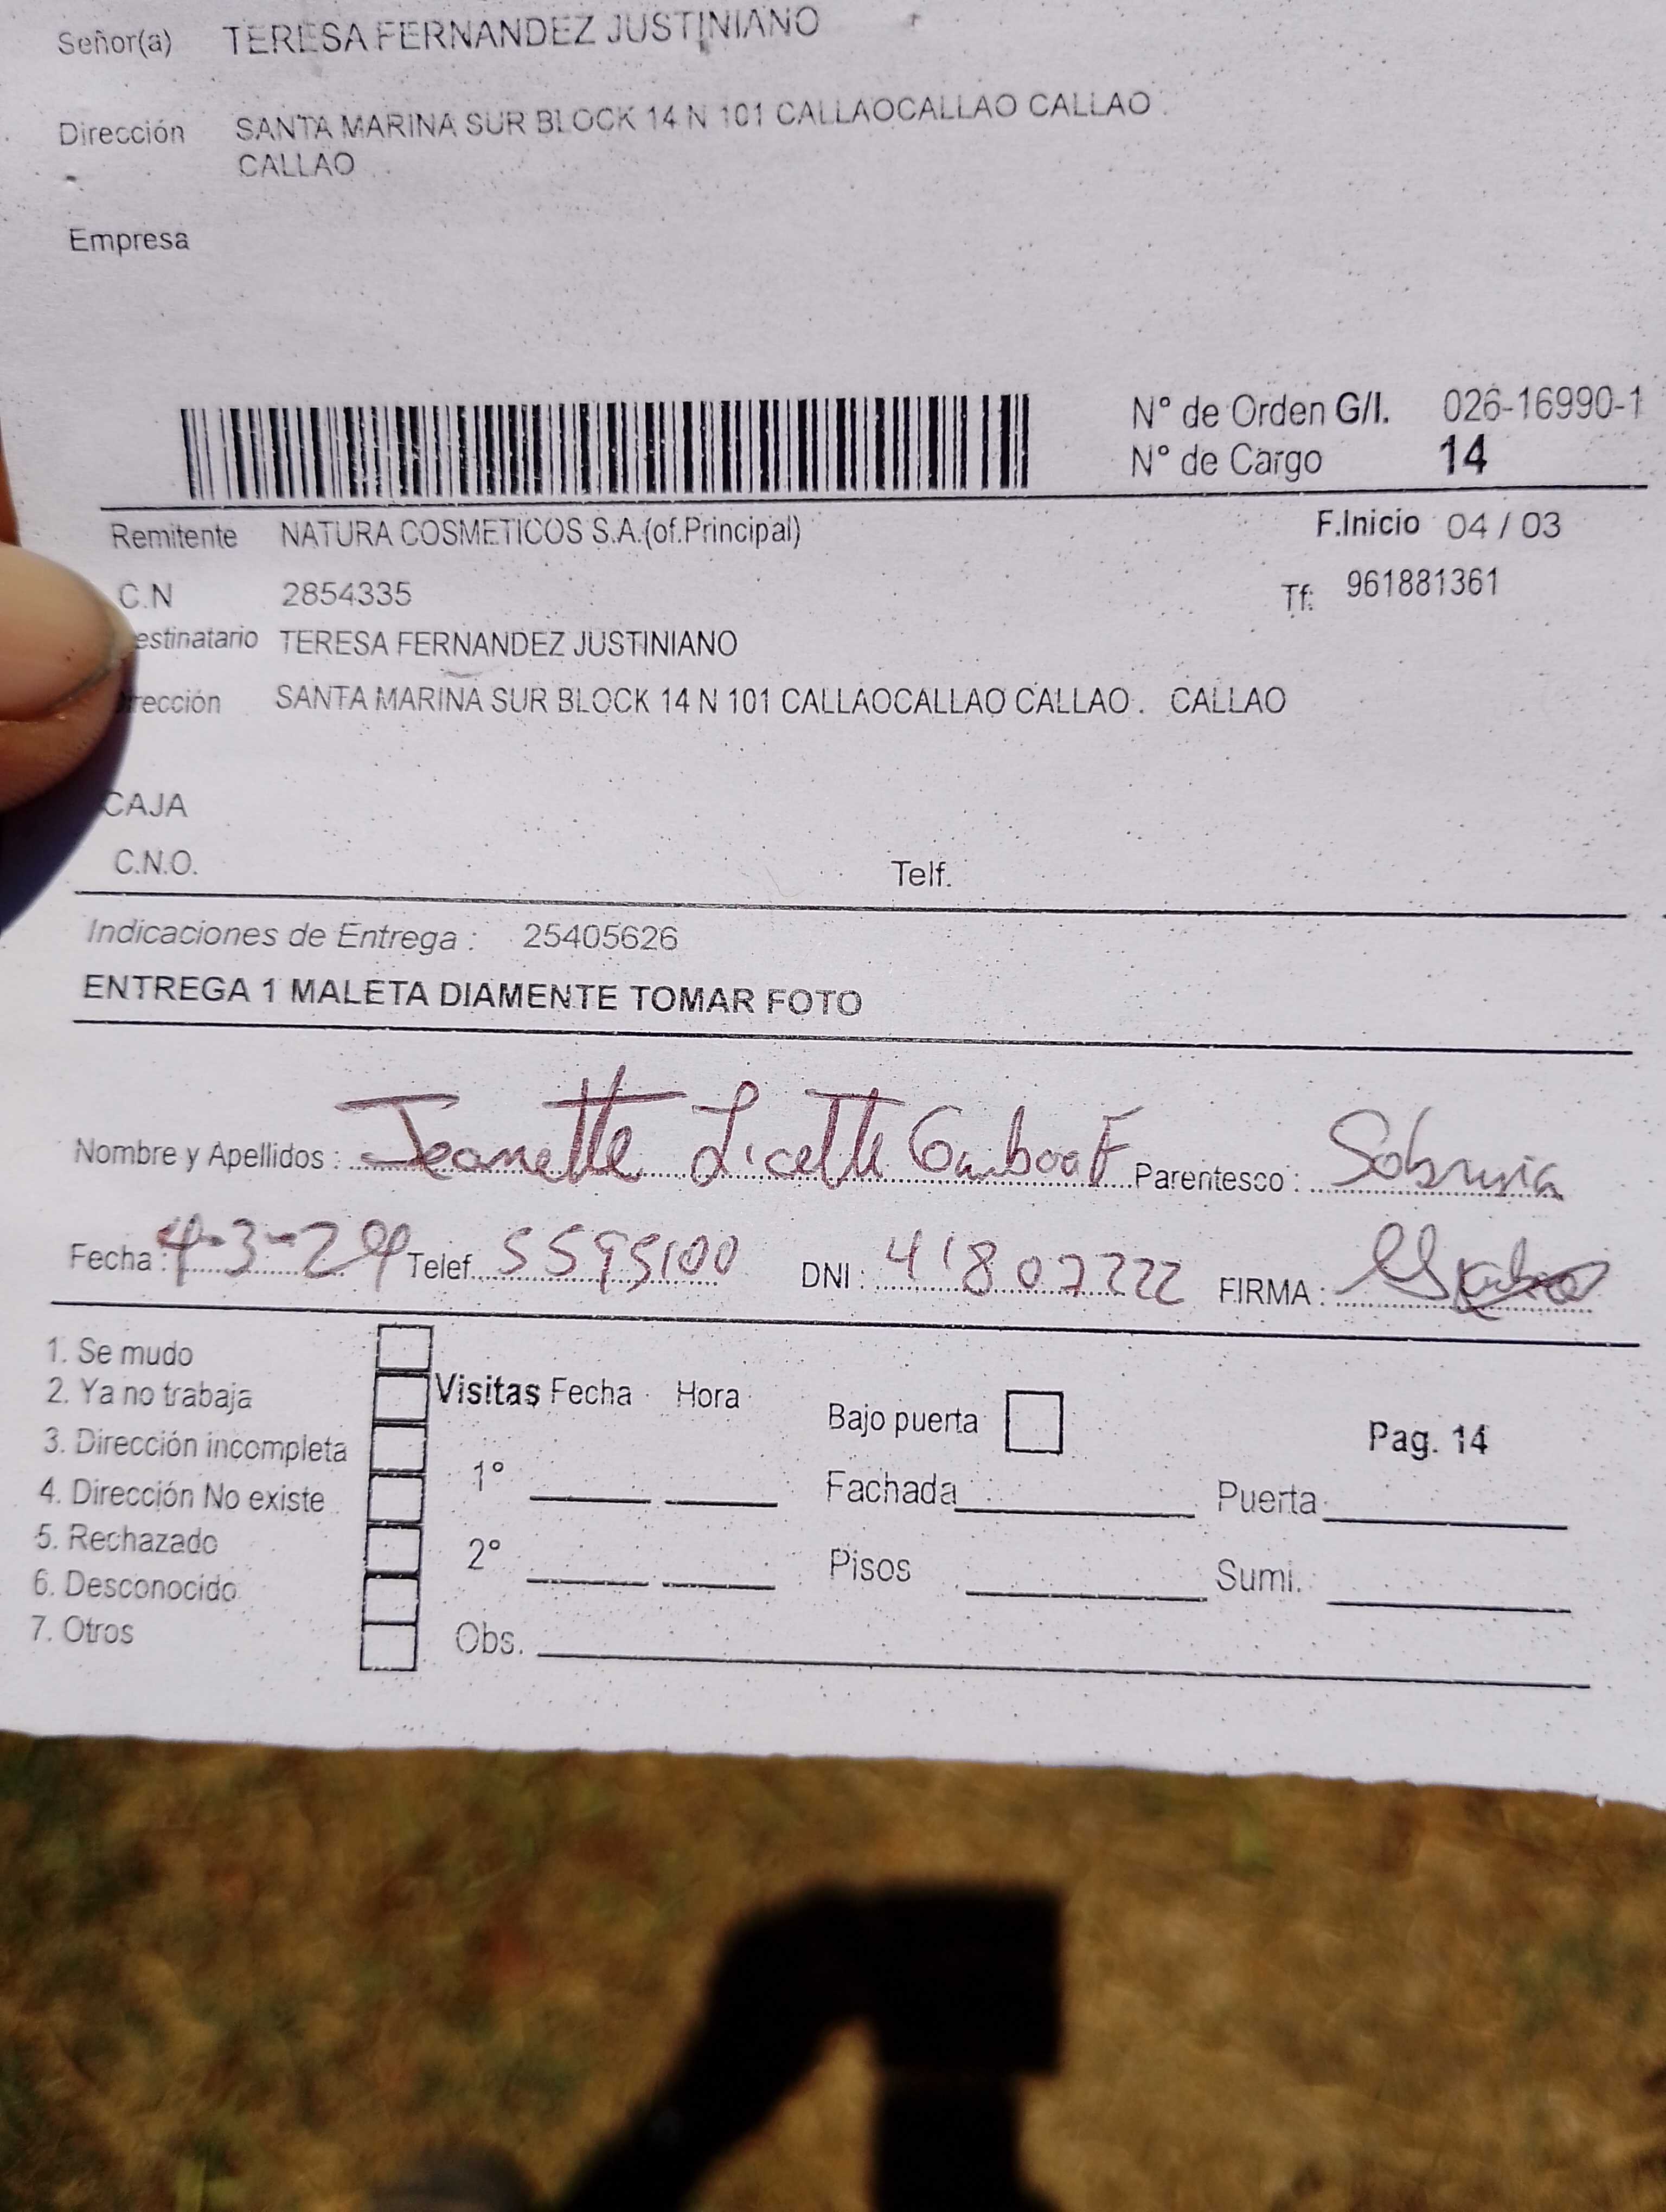 Señor(a) TERESA FERNANDEZ JUSTINIANO
Dirección SANTA MARINA SUR BLOCK 14 N 101 CALLAOCALLAO CALLAO .
CALLAO
Empresa
N° de Orden G/I. 026-16990-1
N° de Cargo 14
Remitente NATURA COSMETICOS S.A.(of.Principal) F.Inicio 04 / 03
C.N 2854335 Tf: 961881361
estinatario TERESA FERNANDEZ JUSTINIANO
irección SANTA MARINA SUR BLOCK 14 N 101 CALLAOCALLAO CALLAO . CALLAO
CAJA
C.N.O. Telf.
Indicaciones de Entrega : 25405626
ENTREGA 1 MALETA DIAMENTE TOMAR FOTO
Nombre y Apellidos : Jeanette Licette Gamboa F Parentesco : Sobrina
Fecha : 4-3-24 Telef. 5595100 DNI : 41807222 FIRMA :
1. Se mudo
2. Ya no trabaja Visitas Fecha Hora Bajo puerta Pag. 14
3. Dirección incompleta
4. Dirección No existe 1° Fachada Puerta
5. Rechazado
6. Desconocido 2° Pisos Sumi.
7. Otros Obs.